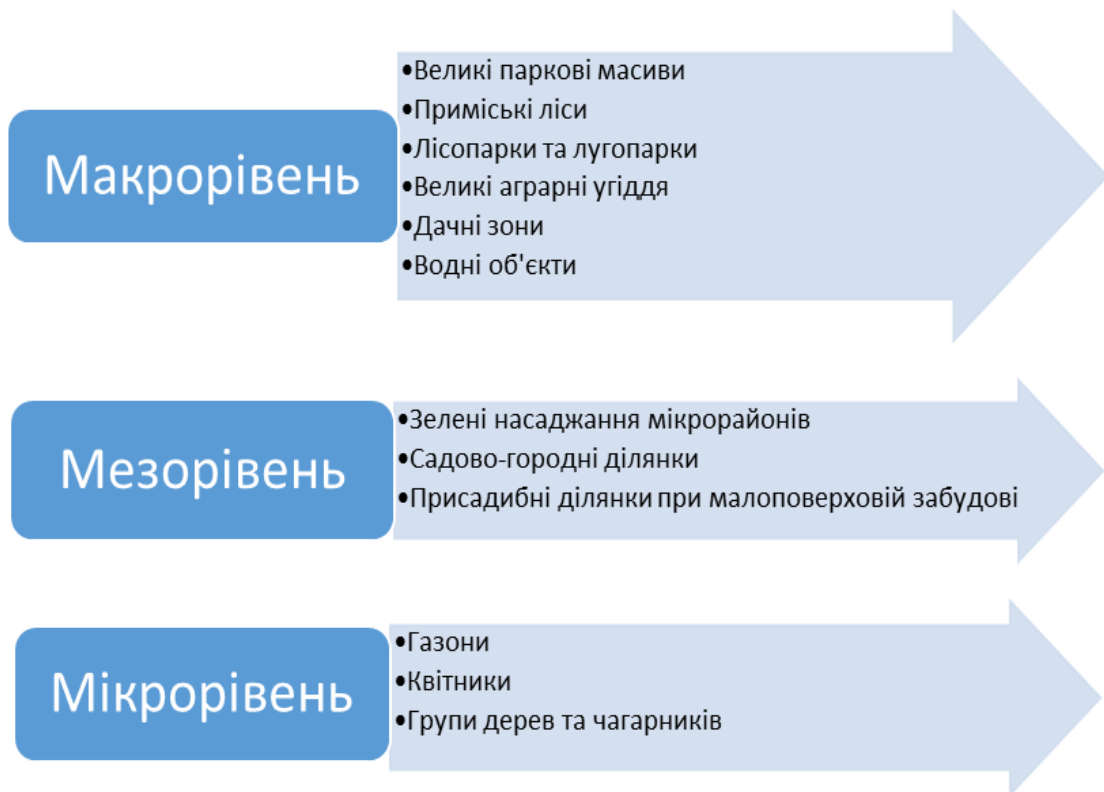 Макрорівень
•Великі паркові масиви
•Приміські ліси
•Лісопарки та лугопарки
•Великі аграрні угіддя
•Дачні зони
•Водні об'єкти
Мезорівень
•Зелені насаджання мікрорайонів
•Садово-городні ділянки
•Присадибні ділянки при малоповерховій забудові
Мікрорівень
•Газони
•Квітники
•Групи дерев та чагарників